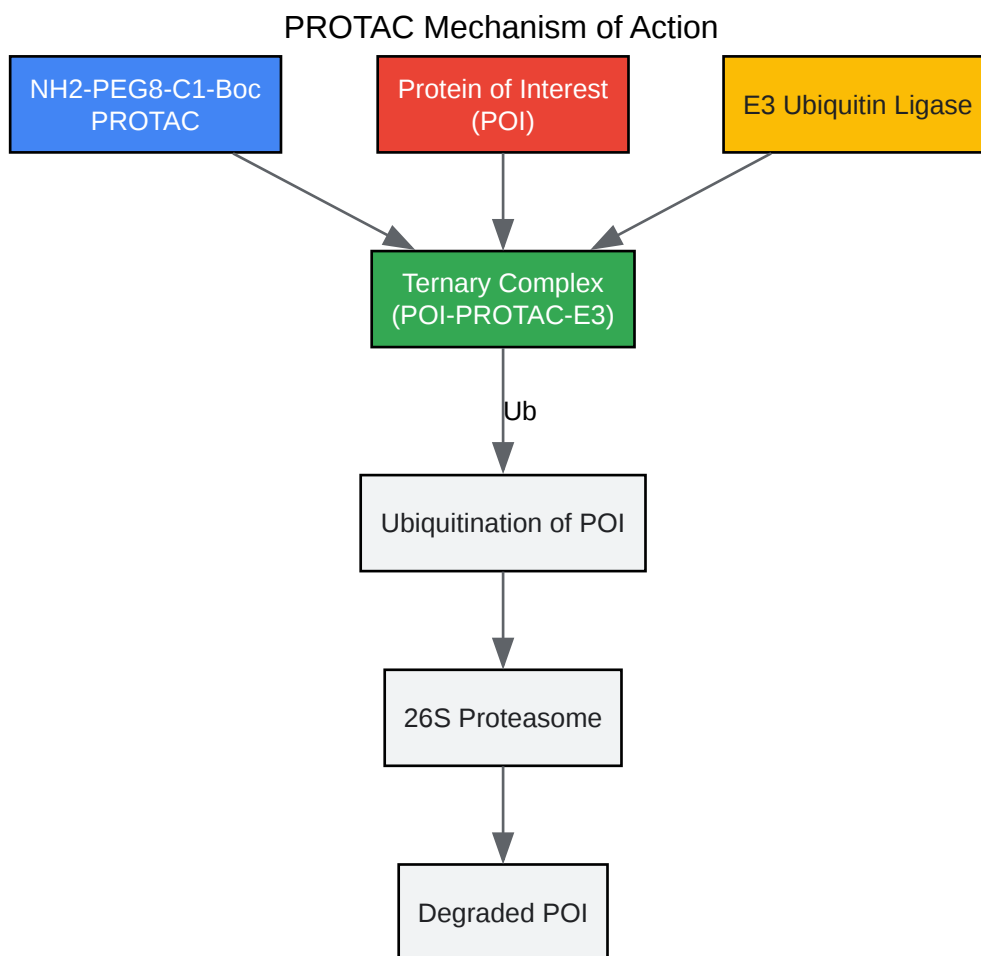 PROTAC Mechanism of Action
NH2-PEG8-C1-Boc
PROTAC
Protein of Interest
(POI)
E3 Ubiquitin Ligase
Ternary Complex
(POI-PROTAC-E3)
Ub
Ubiquitination of POI
26S Proteasome
Degraded POI